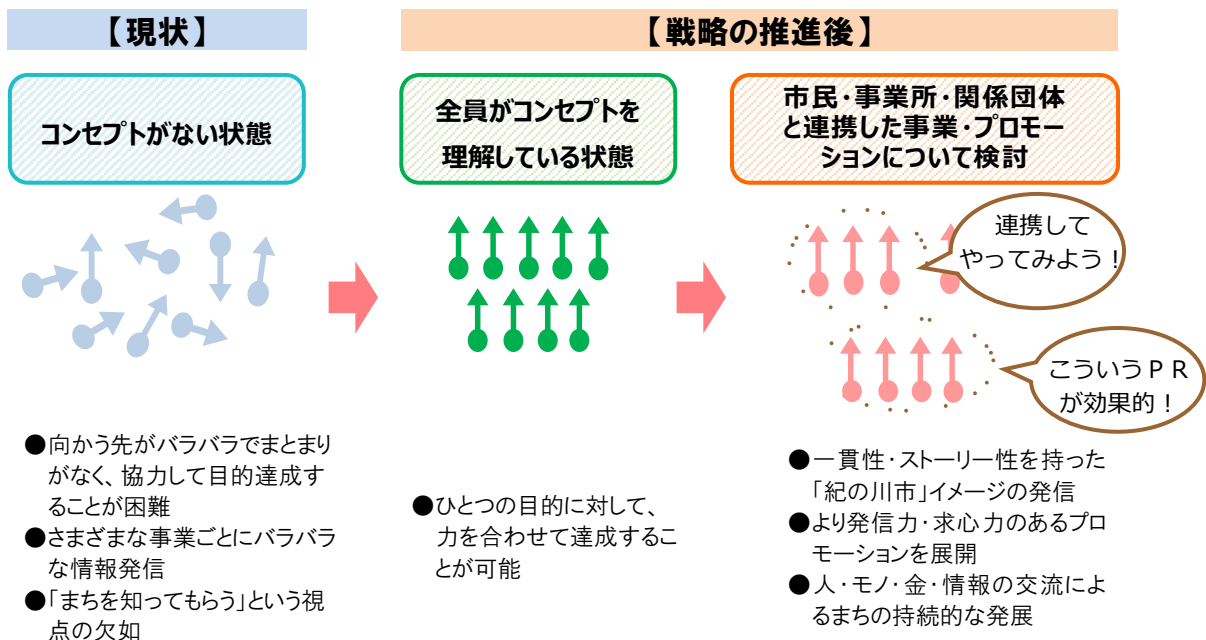 【現状】
【戦略の推進後】
コンセプトがない状態
全員がコンセプトを
理解している状態
市民・事業所・関係団体
と連携した事業・プロモー
ションについて検討
連携して
やってみよう！
こういうＰＲ
が効果的！
●向かう先がバラバラでまとまり
がなく、協力して目的達成す
ることが困難
●さまざまな事業ごとにバラバラ
な情報発信
●「まちを知ってもらう」という視
点の欠如
●ひとつの目的に対して、
力を合わせて達成するこ
とが可能
●一貫性・ストーリー性を持った
「紀の川市」イメージの発信
●より発信力・求心力のあるプロ
モーションを展開
●人・モノ・金・情報の交流によ
るまちの持続的な発展